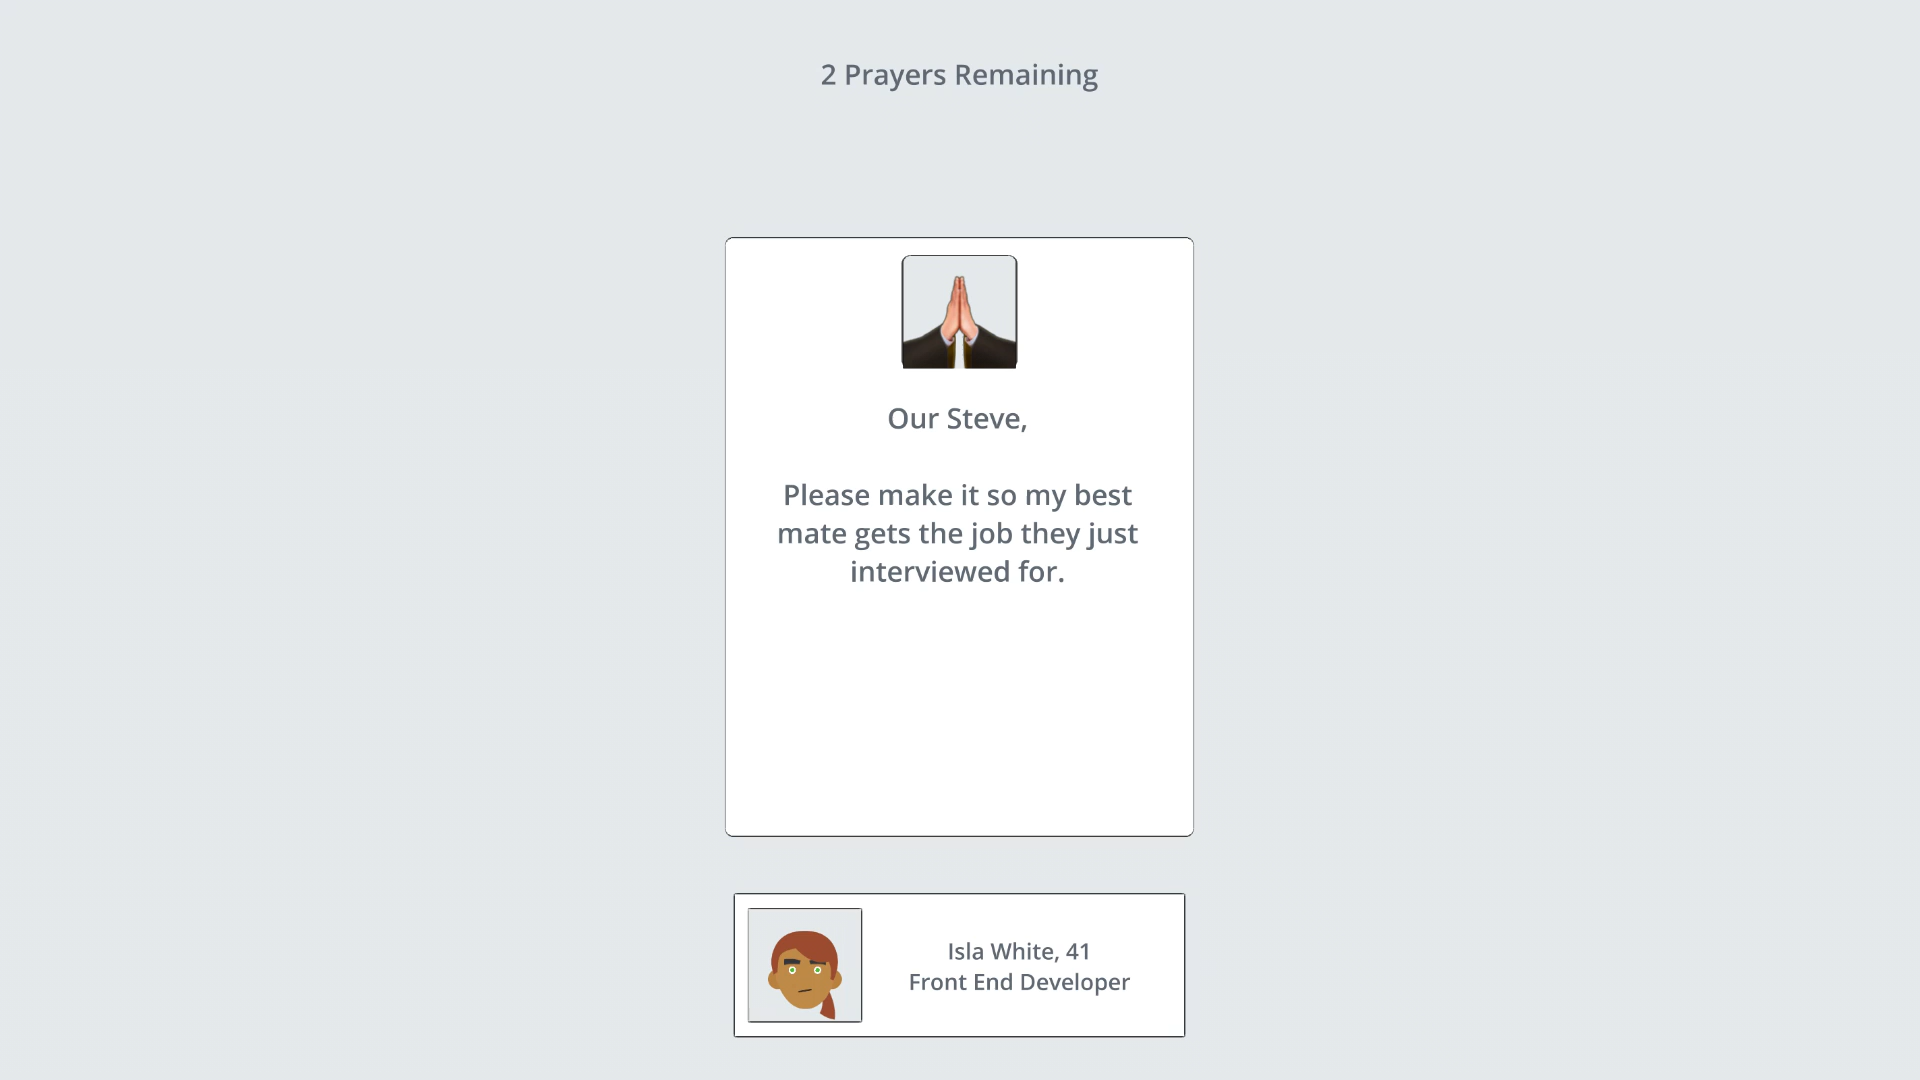 2 Prayers Remaining
Our Steve,
Please make it so my best
mate gets the job they just
interviewed for.
Isla White, 41
Front End Developer